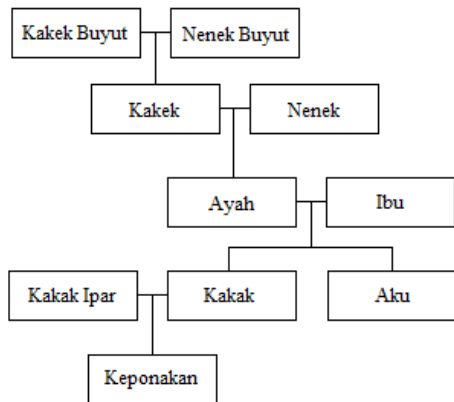 Kakek Buyut
Nenek Buyut
Kakek
Nenek
Ayah
Ibu
Kakak Ipar
Kakak
Aku
Keponakan